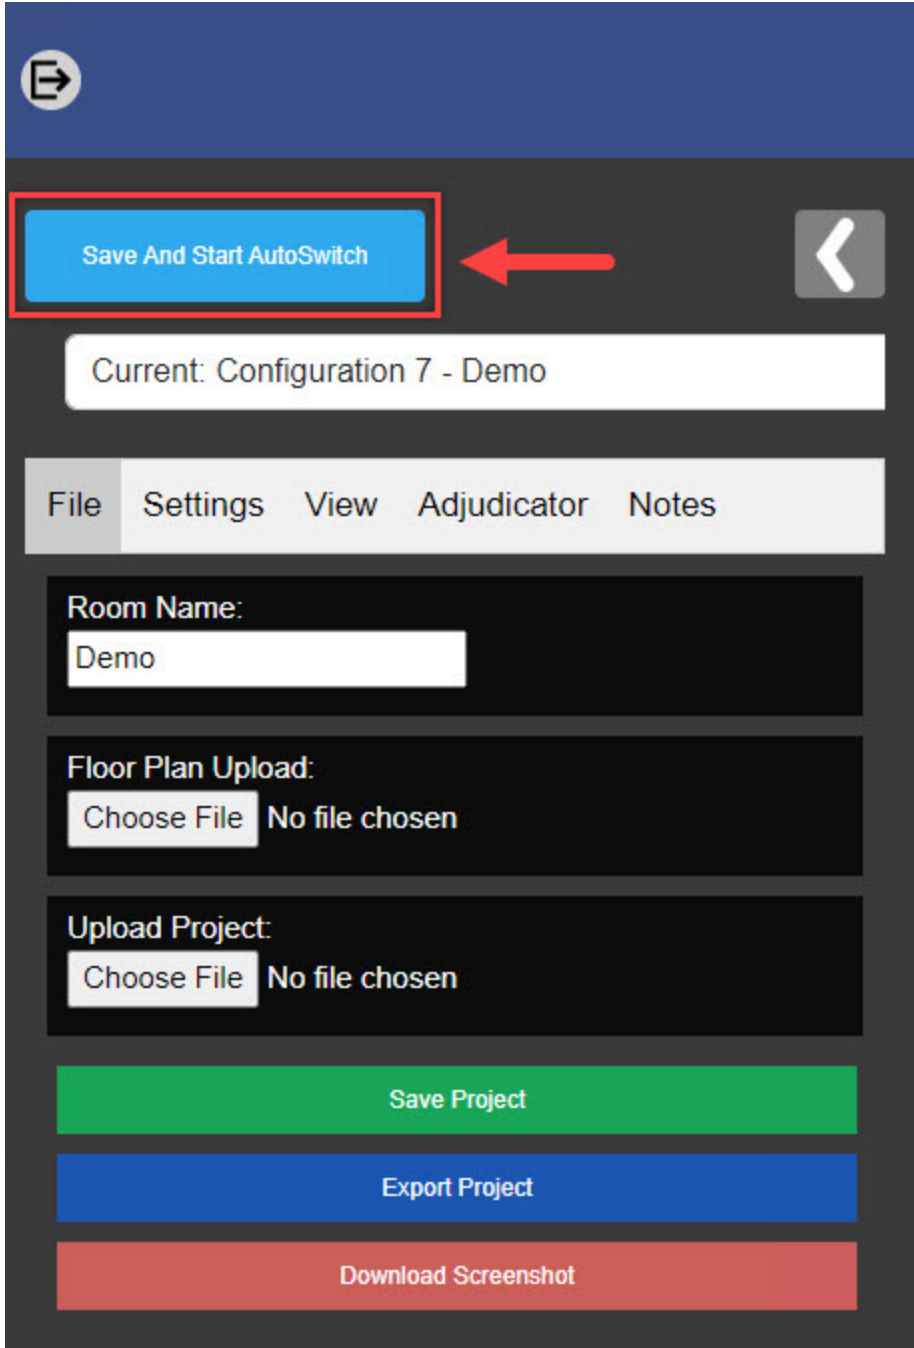 Save And Start AutoSwitch
Current: Configuration 7 - Demo
File Settings View Adjudicator Notes
Room Name:
Demo
Floor Plan Upload:
Choose File No file chosen
Upload Project:
Choose File No file chosen
Save Project
Export Project
Download Screenshot